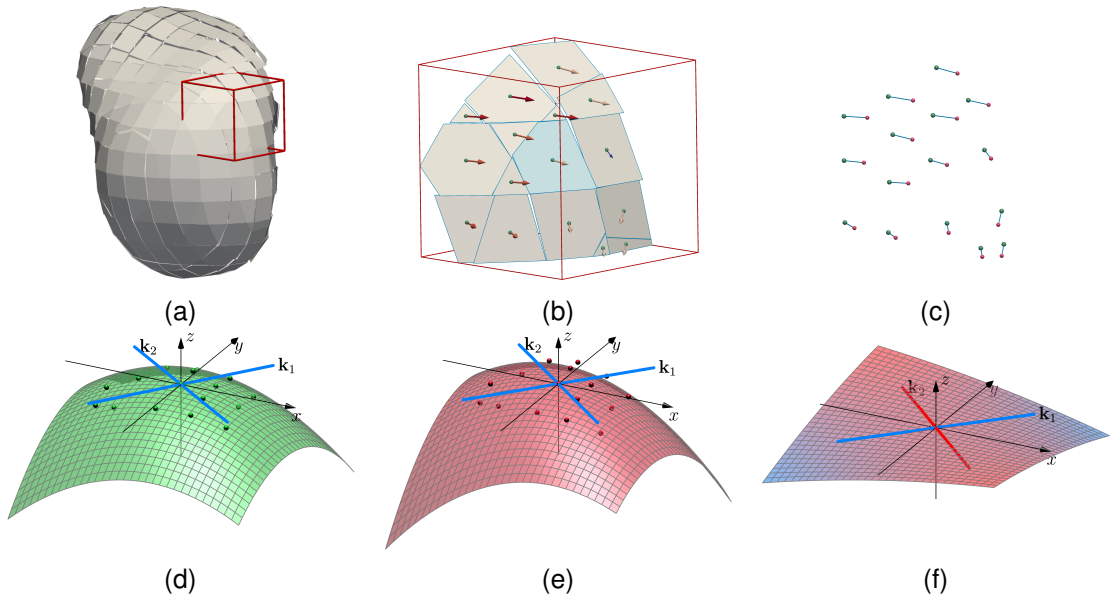 (a)
(b)
(c)
z
y
x
k₂
k₁
z
y
x
k₂
k₁
z
y
x
k₂
k₁
(d)
(e)
(f)